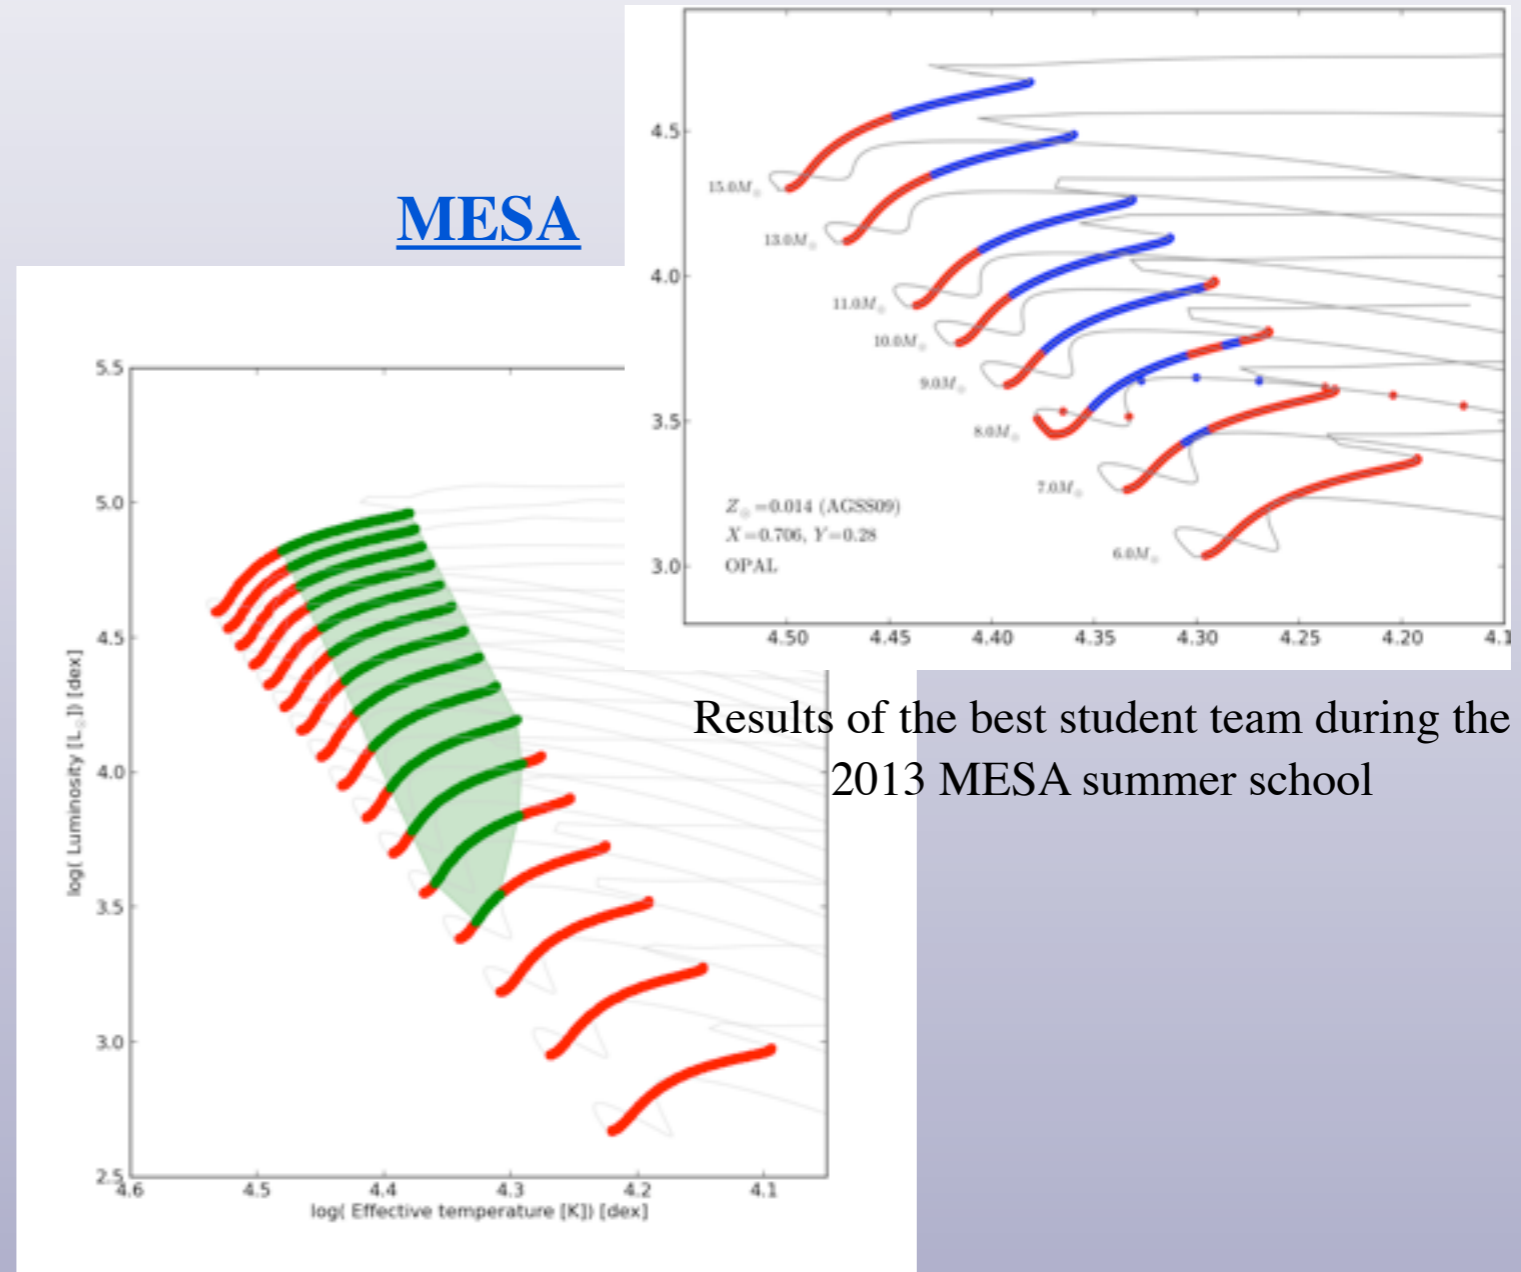 MESA
4.5
4.0
3.5
3.0
15.0M☉
13.0M☉
11.0M☉
10.0M☉
9.0M☉
8.0M☉
7.0M☉
6.0M☉
Z☉=0.014 (AGSS09)
X=0.706, Y=0.28
OPAL
4.50 4.45 4.40 4.35 4.30 4.25 4.20 4.1
Results of the best student team during the
2013 MESA summer school
5.5
5.0
4.5
4.0
3.5
3.0
2.5
log( Luminosity [L☉]) [dex]
4.6 4.5 4.4 4.3 4.2 4.1
log( Effective temperature [K]) [dex]